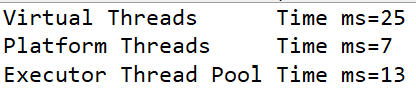 Virtual Threads      Time ms=25
Platform Threads     Time ms=7
Executor Thread Pool Time ms=13